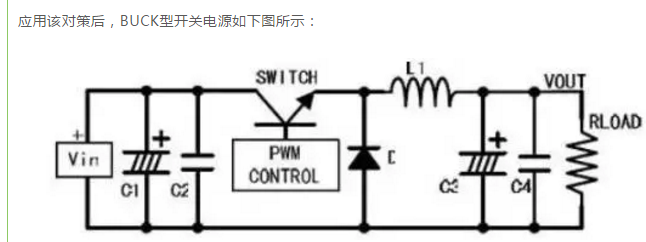 应用该对策后，BUCK型开关电源如下图所示：
SWITCH
L1
VOUT
+
Vin
+
C1
C2
PWM
CONTROL
D
+
C3
C4
RLOAD